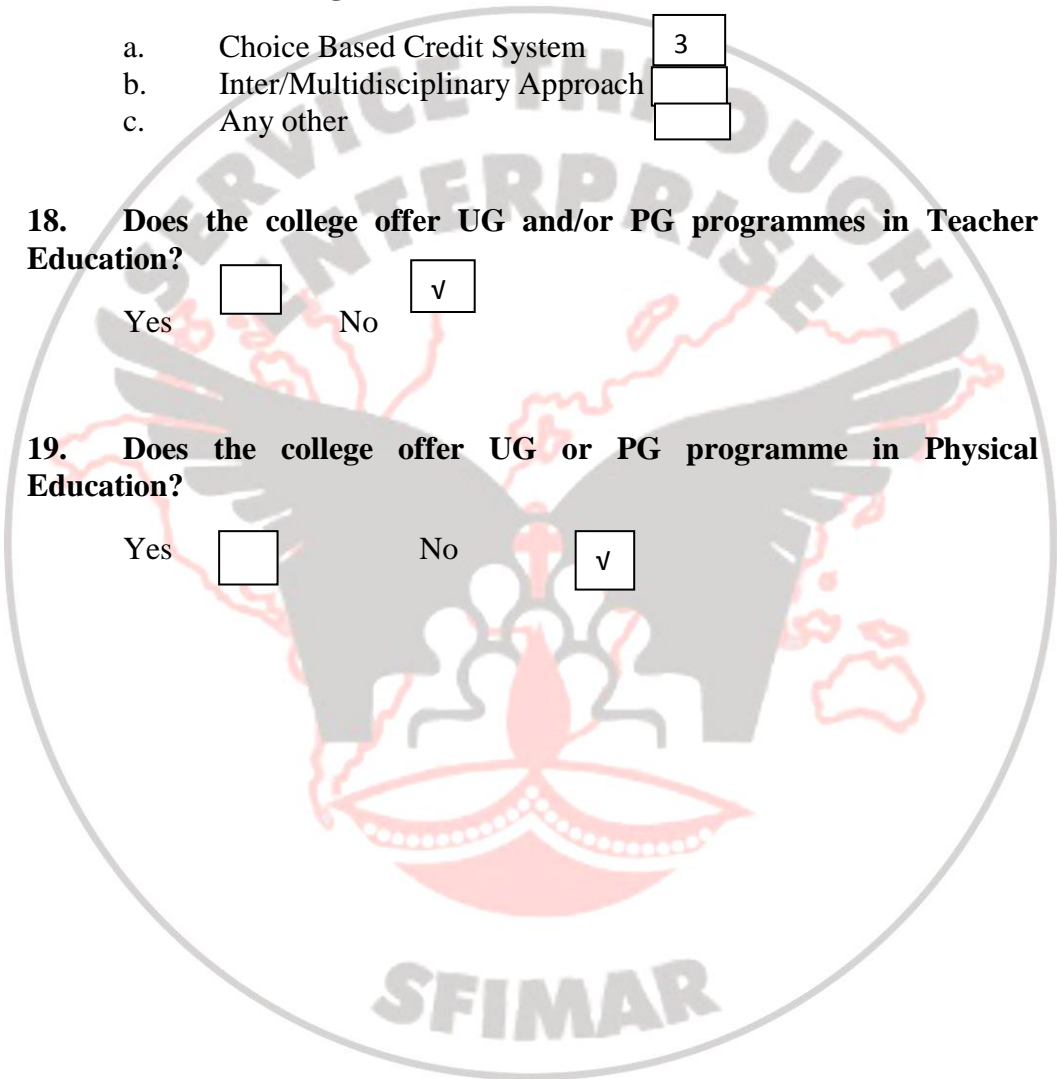 a. Choice Based Credit System 3
b. Inter/Multidisciplinary Approach
c. Any other
18. Does the college offer UG and/or PG programmes in Teacher
Education?
Yes No √
19. Does the college offer UG or PG programme in Physical
Education?
Yes No √
SERVICE THROUGH
ENTERPRISE
SFIMAR